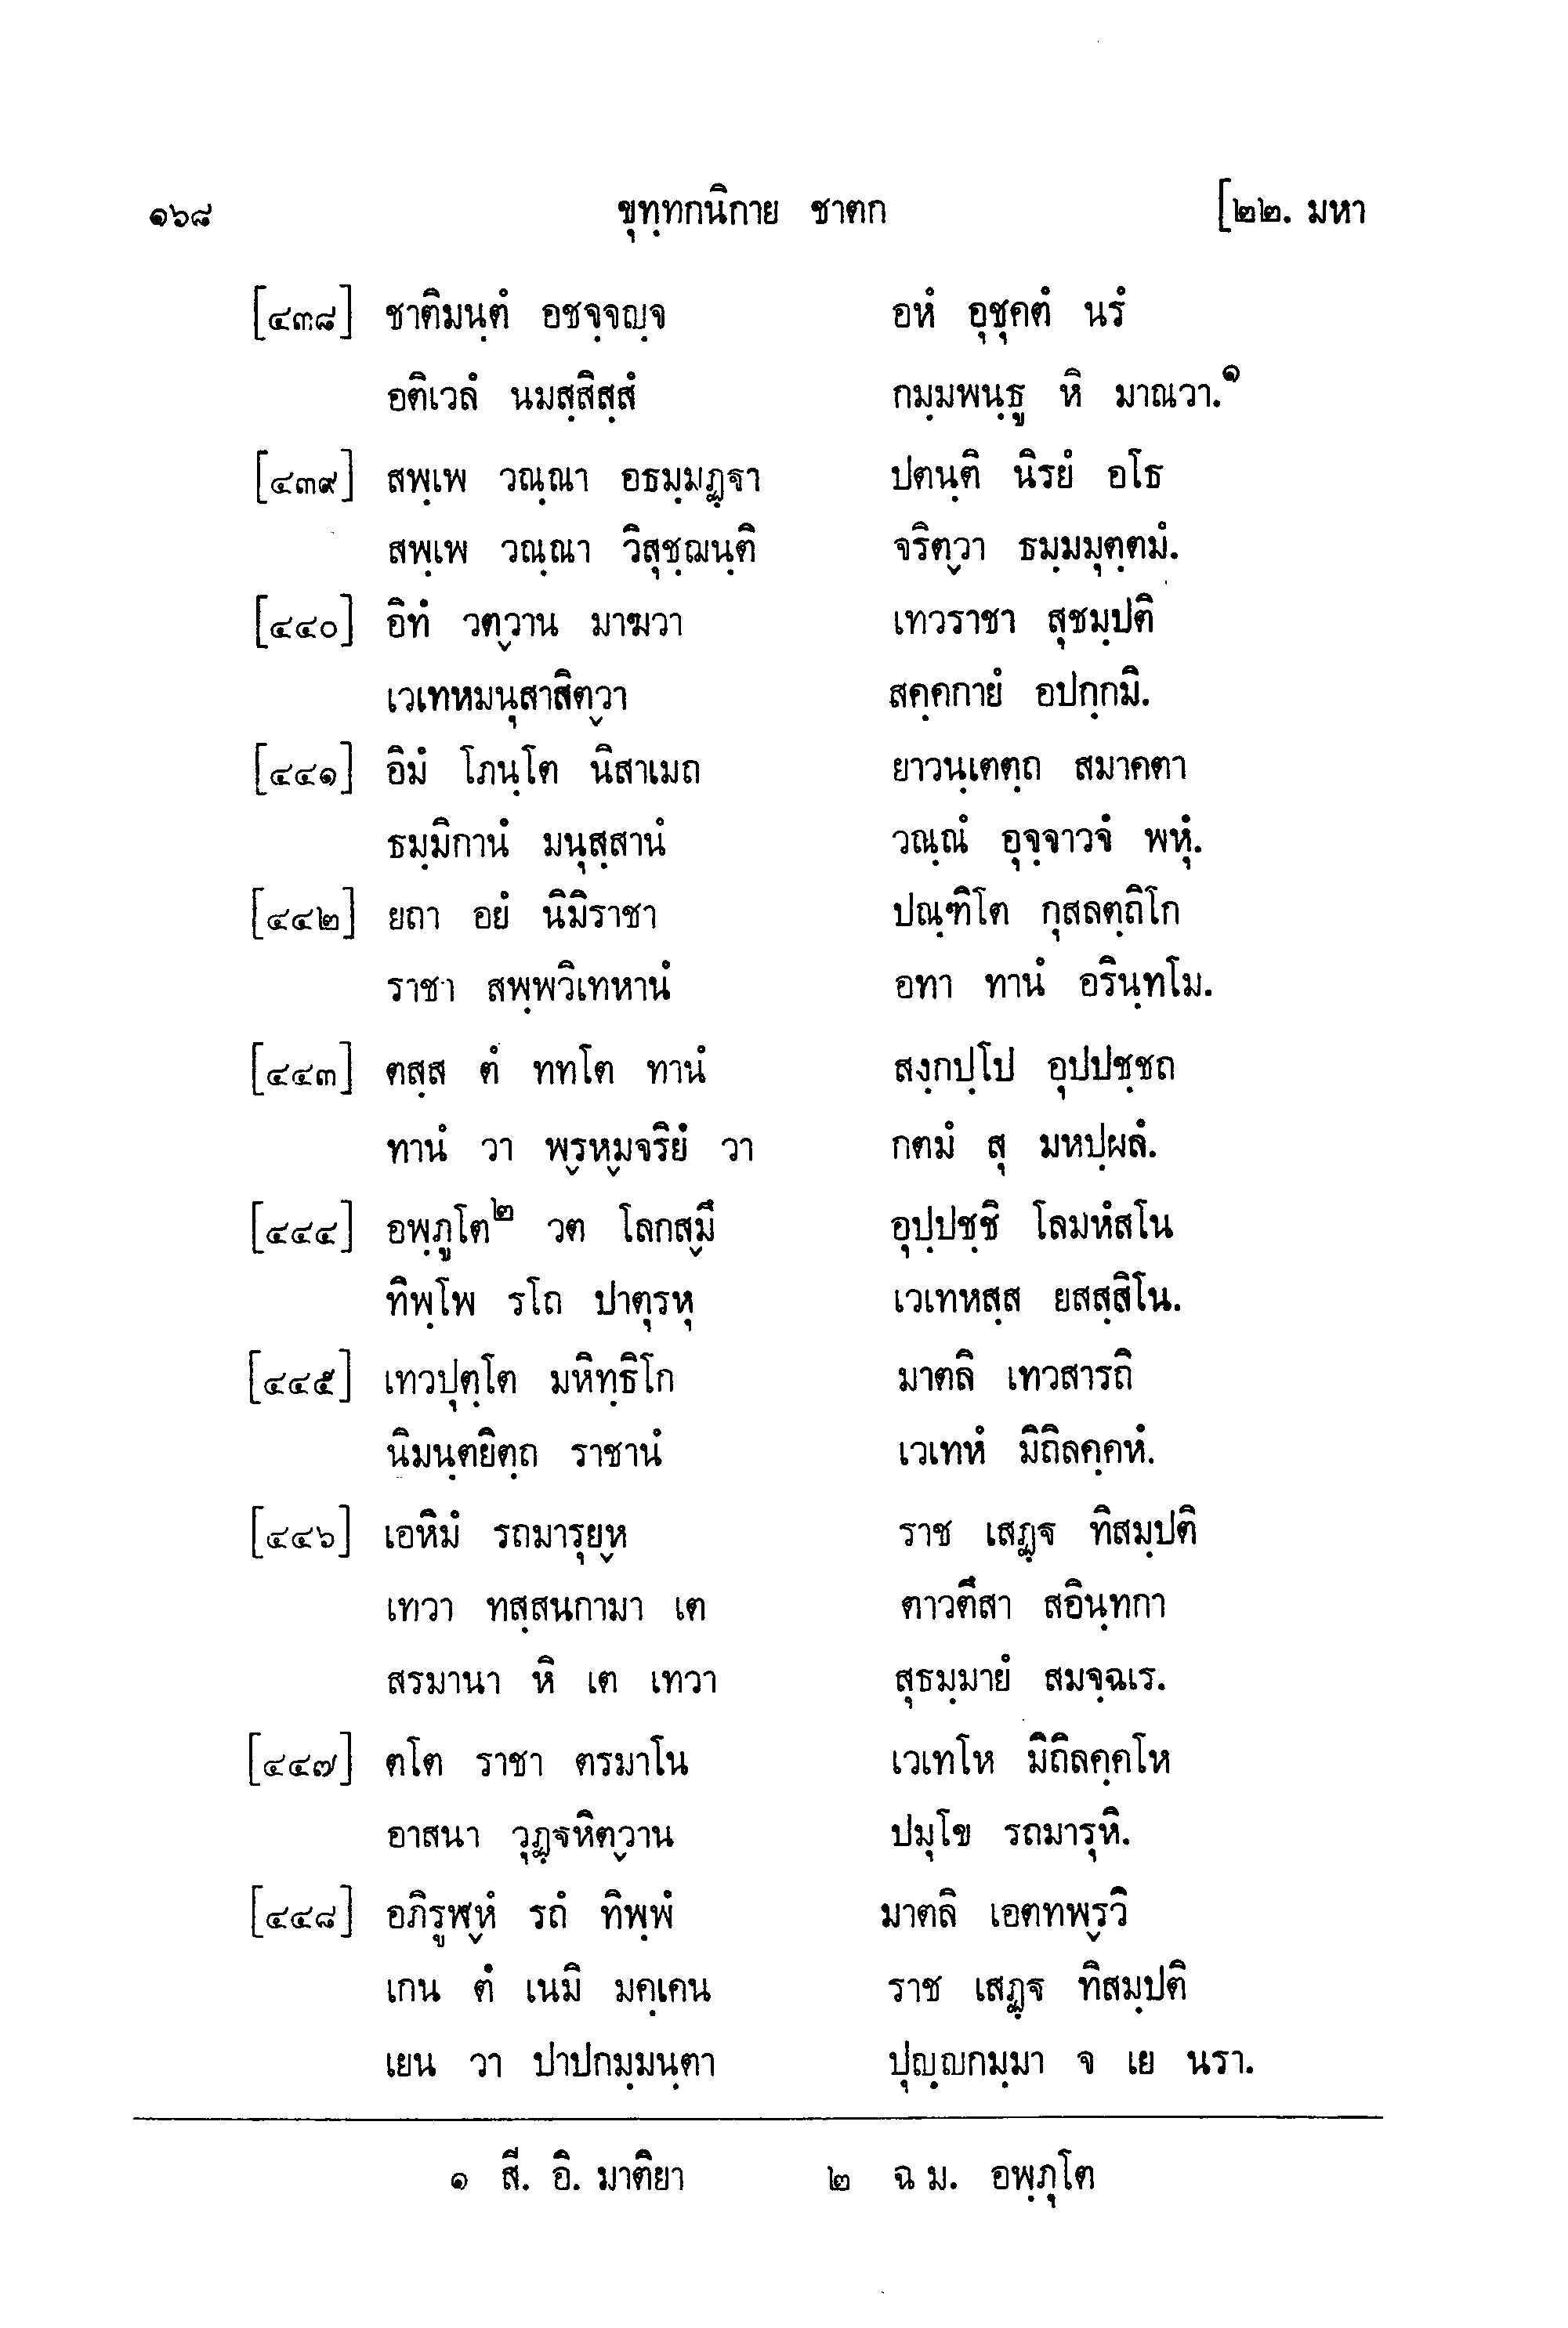 ๑๖๘ ขุทฺทกนิกาย ชาตก [๒๒. มหา
[๔๓๘] ชาติมนฺตํ อชจฺจญฺจ อหํ อุชุคตํ นรํ
อติเวลํ นมสฺสิสฺสํ กมฺมพนฺธู หิ มาณวา.๑
[๔๓๙] สพฺเพ วณฺณา อธมฺมฏฺฐา ปตนฺติ นิรยํ อโธ
สพฺเพ วณฺณา วิสุชฺฌนฺติ จริตฺวา ธมฺมมุตฺตมํ.
[๔๔๐] อิทํ วตฺวาน มาฆวา เทวราชา สุชมฺปติ
เวเทหมนุสาสิตฺวา สคฺคกายํ อปกฺกมิ.
[๔๔๑] อิมํ โภนฺโต นิสาเมถ ยาวนฺเตตฺถ สมาคตา
ธมฺมิกานํ มนุสฺสานํ วณฺณํ อุจฺจาวจํ พหุํ.
[๔๔๒] ยถา อยํ นิมิราชา ปณฺฑิโต กุสลตฺถิโก
ราชา สพฺพวิเทหานํ อทา ทานํ อรินฺทโม.
[๔๔๓] ตสฺส ตํ ททโต ทานํ สงฺกปฺโป อุปปชฺชถ
ทานํ วา พฺรหฺมจริยํ วา กตมํ สุ มหปฺผลํ.
[๔๔๔] อพฺภูโต๒ วต โลกสฺมึ อุปฺปชฺชิ โลมหํสโน
ทิพฺโพ รโถ ปาตุรหุ เวเทหสฺส ยสสฺสิโน.
[๔๔๕] เทวปุตฺโต มหิทฺธิโก มาตลิ เทวสารถิ
นิมนฺตยิตฺถ ราชานํ เวเทหํ มิถิลคฺคหํ.
[๔๔๖] เอหิมํ รถมารุยฺห ราช เสฏฺฐ ทิสมฺปติ
เทวา ทสฺสนกามา เต ตาวตึสา สอินฺทกา
สรมานา หิ เต เทวา สุธมฺมายํ สมจฺฉเร.
[๔๔๗] ตโต ราชา ตรมาโน เวเทโห มิถิลคฺคโห
อาสนา วุฏฺฐหิตฺวาน ปมุโข รถมารุหิ.
[๔๔๘] อภิรูฬฺหํ รถํ ทิพฺพํ มาตลิ เอตทพฺรวิ
เกน ตํ เนมิ มคฺเคน ราช เสฏฺฐ ทิสมฺปติ
เยน วา ปาปกมฺมนฺตา ปุญฺญกมฺมา จ เย นรา.
๑ สี. อิ. มาติยา ๒ ฉ ม. อพฺภุโต